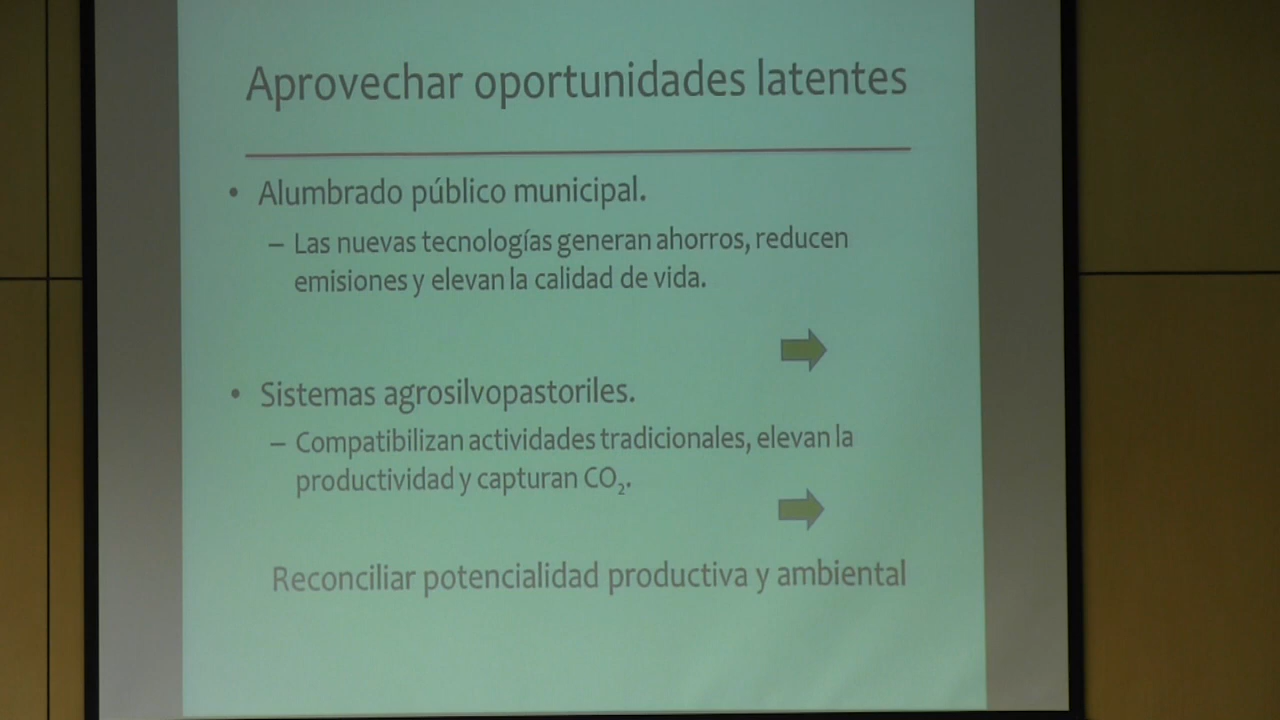 Aprovechar oportunidades latentes
• Alumbrado público municipal.
– Las nuevas tecnologías generan ahorros, reducen
emisiones y elevan la calidad de vida.
• Sistemas agrosilvopastoriles.
– Compatibilizan actividades tradicionales, elevan la
productividad y capturan CO₂.
Reconciliar potencialidad productiva y ambiental